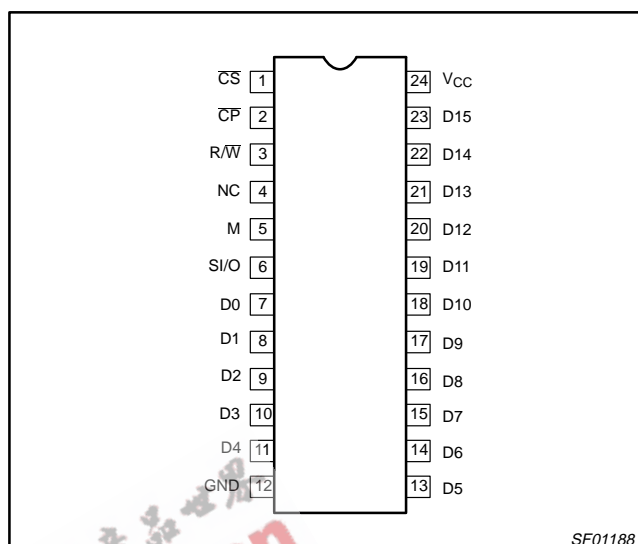 C̅S̅ 1 24 VCC
C̅P̅ 2 23 D15
R/W̅ 3 22 D14
NC 4 21 D13
M 5 20 D12
SI/O 6 19 D11
D0 7 18 D10
D1 8 17 D9
D2 9 16 D8
D3 10 15 D7
D4 11 14 D6
GND 12 13 D5
SF01188